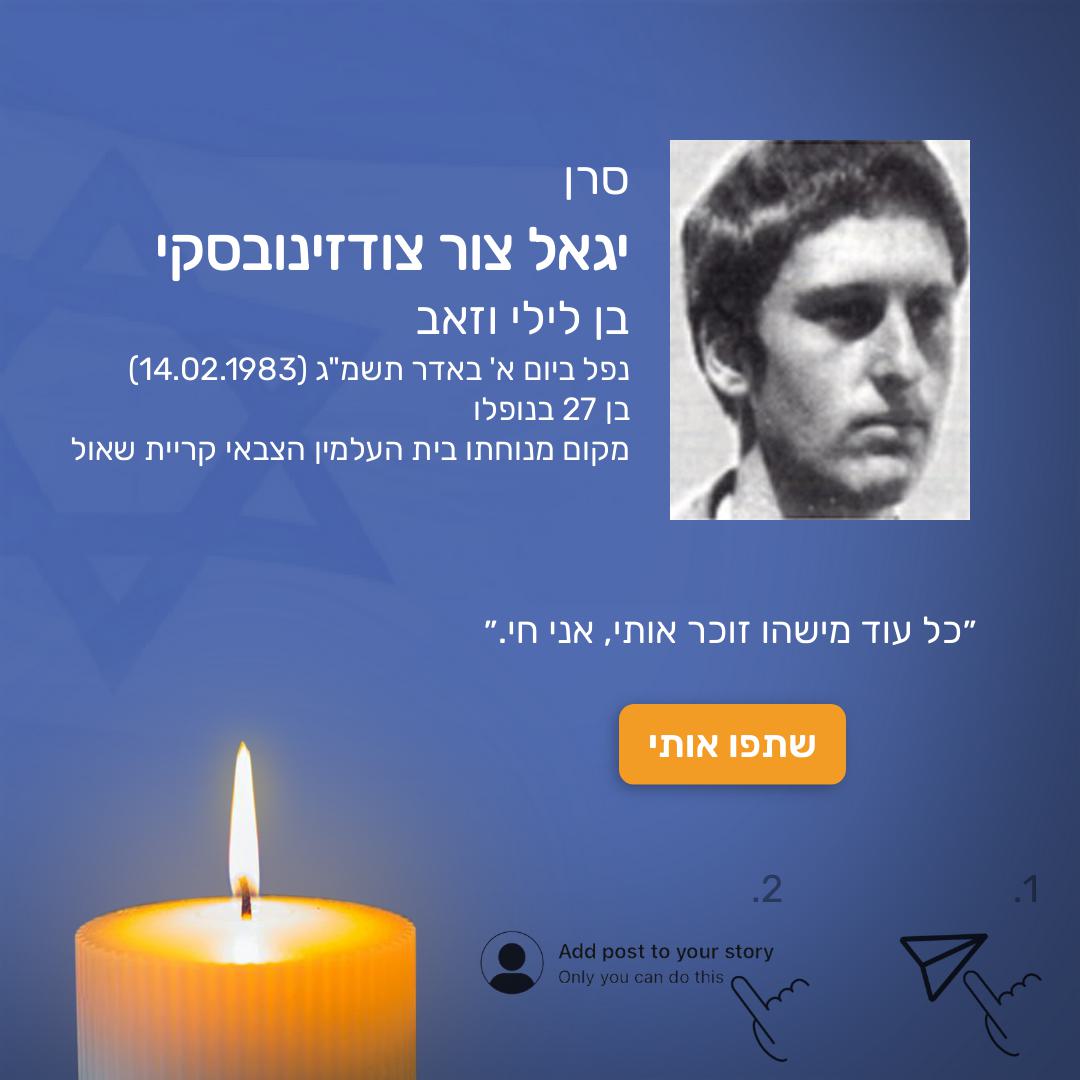 סרן
יגאל צור צודזינובסקי
בן לילי וזאב
נפל ביום א' באדר תשמ"ג (14.02.1983)
בן 27 בנופלו
מקום מנוחתו בית העלמין הצבאי קריית שאול
״כל עוד מישהו זוכר אותי, אני חי.״
שתפו אותי
.1
.2
Add post to your story
Only you can do this